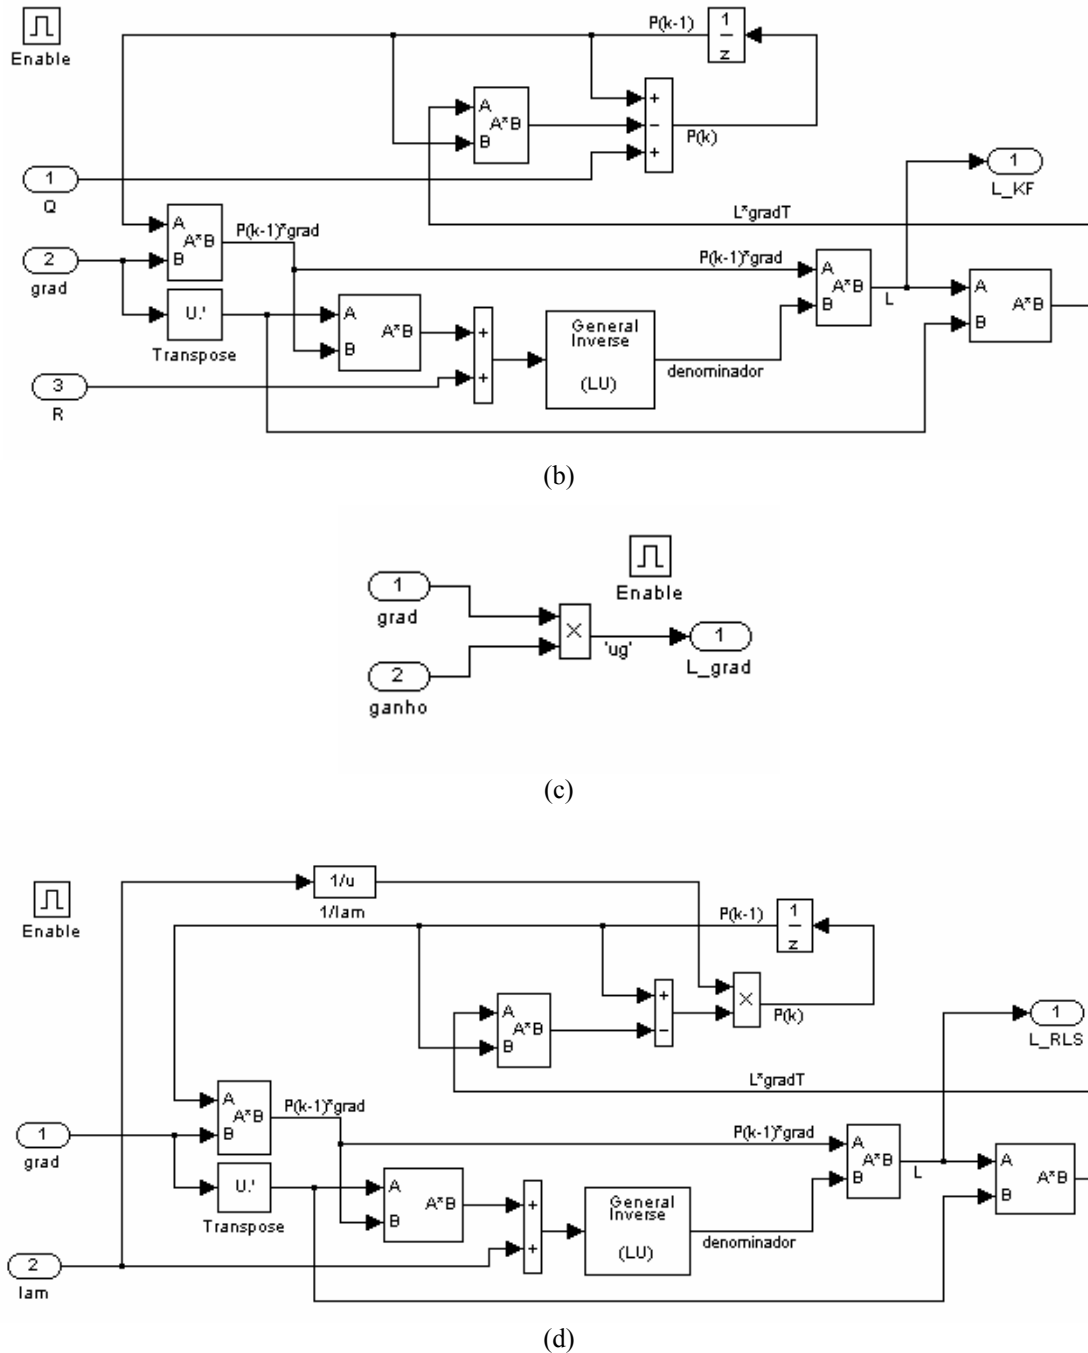 P(k-1)
1
z
Enable
A
A*B
B
+
−
+
P(k)
1
Q
1
L_KF
L*gradT
A
A*B
B
P(k-1)*grad
2
grad
P(k-1)*grad
A
A*B
B
L
A
A*B
B
U.'
Transpose
A
A*B
B
+
+
General
Inverse
(LU)
denominador
3
R
(b)
Enable
1
grad
×
'ug'
1
L_grad
2
ganho
(c)
1/u
1/lam
Enable
P(k-1)
1
z
A
A*B
B
+
−
×
P(k)
1
L_RLS
L*gradT
A
A*B
B
P(k-1)*grad
1
grad
P(k-1)*grad
A
A*B
B
L
A
A*B
B
U.'
Transpose
A
A*B
B
+
+
General
Inverse
(LU)
denominador
2
lam
(d)